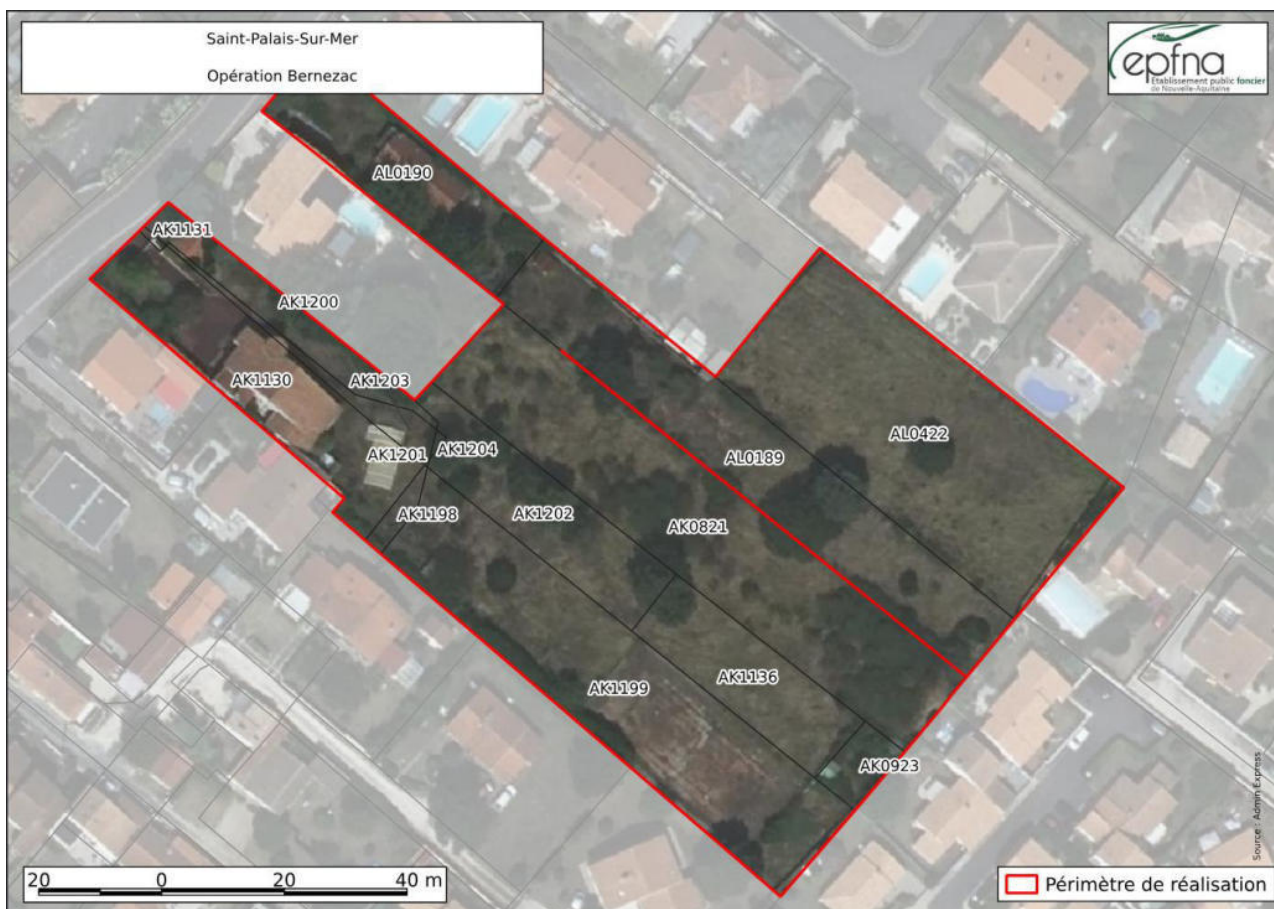 Saint-Palais-Sur-Mer
Opération Bernezac
epfna
Établissement public foncier
de Nouvelle-Aquitaine
AL0190
AK1131
AK1200
AK1203
AK1130
AL0422
AK1204
AK1201
AL0189
AK1198
AK1202
AK0821
AK1136
AK1199
AK0923
Source : Admin Express
20 0 20 40 m
Périmètre de réalisation